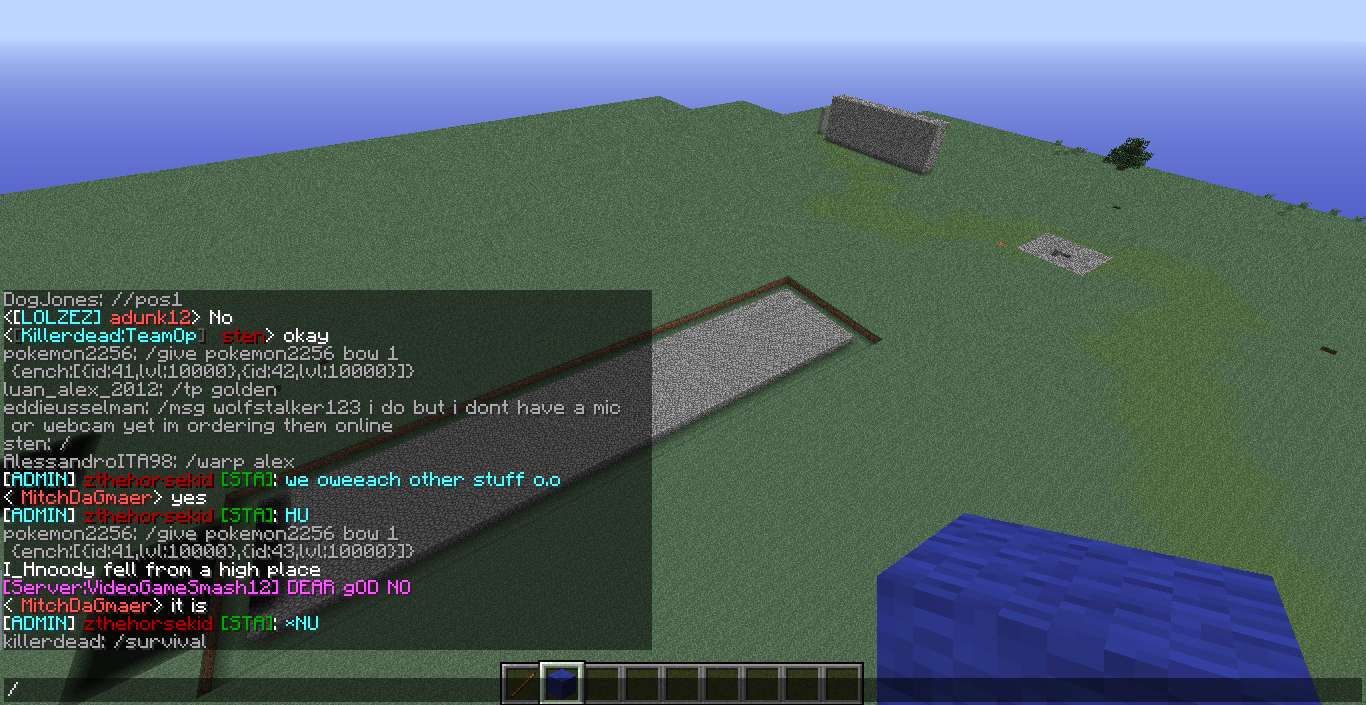 DogJones: //pos1
<[LOLZEZ] adunk12> No
<[Killerdead:TeamOp] sten> okay
pokemon2256: /give pokemon2256 bow 1
{ench:[{id:41,lvl:10000},{id:42,lvl:10000}]}
luan_alex_2012: /tp golden
eddieusselman: /msg wolfstalker123 i do but i dont have a mic
or webcam yet im ordering them online
sten: /
AlessandroITA98: /warp alex
[ADMIN] zthehorsekid [STA]: we oweeach other stuff o.o
< MitchDaGmaer> yes
[ADMIN] zthehorsekid [STA]: HU
pokemon2256: /give pokemon2256 bow 1
{ench:[{id:41,lvl:10000},{id:43,lvl:10000}]}
I_Hnoody fell from a high place
[Server:VideoGameSmash12] DEAR gOD NO
< MitchDaGmaer> it is
[ADMIN] zthehorsekid [STA]: *NU
killerdead: /survival
/